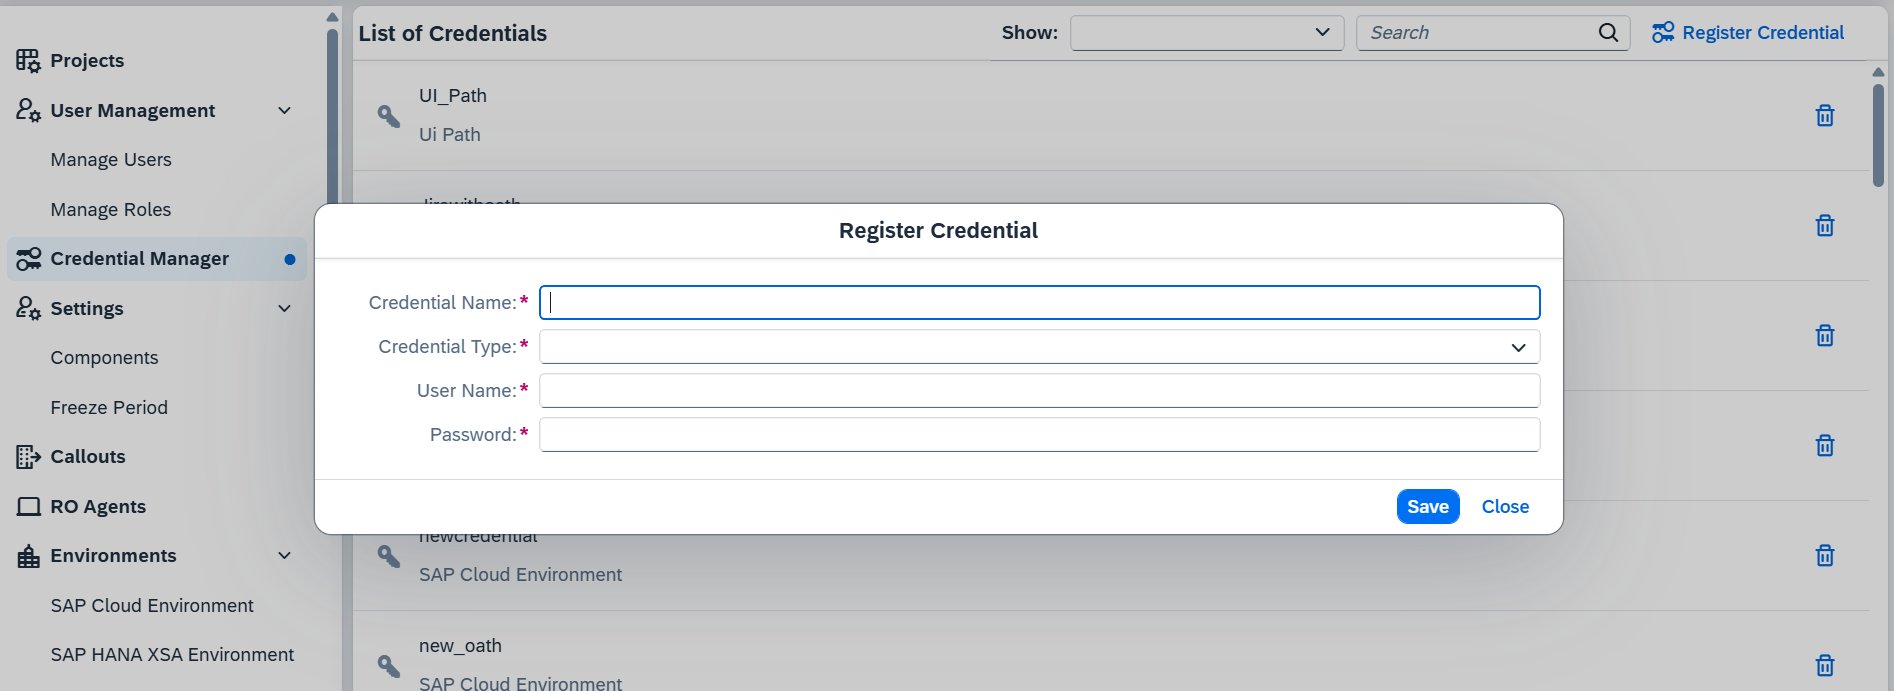 Projects
User Management
Manage Users
Manage Roles
Credential Manager
Settings
Components
Freeze Period
Callouts
RO Agents
Environments
SAP Cloud Environment
SAP HANA XSA Environment
List of Credentials
Show:
Search
Register Credential
UI_Path
Ui Path
Register Credential
Credential Name:*
Credential Type:*
User Name:*
Password:*
Save
Close
newcredential
SAP Cloud Environment
new_oath
SAP Cloud Environment